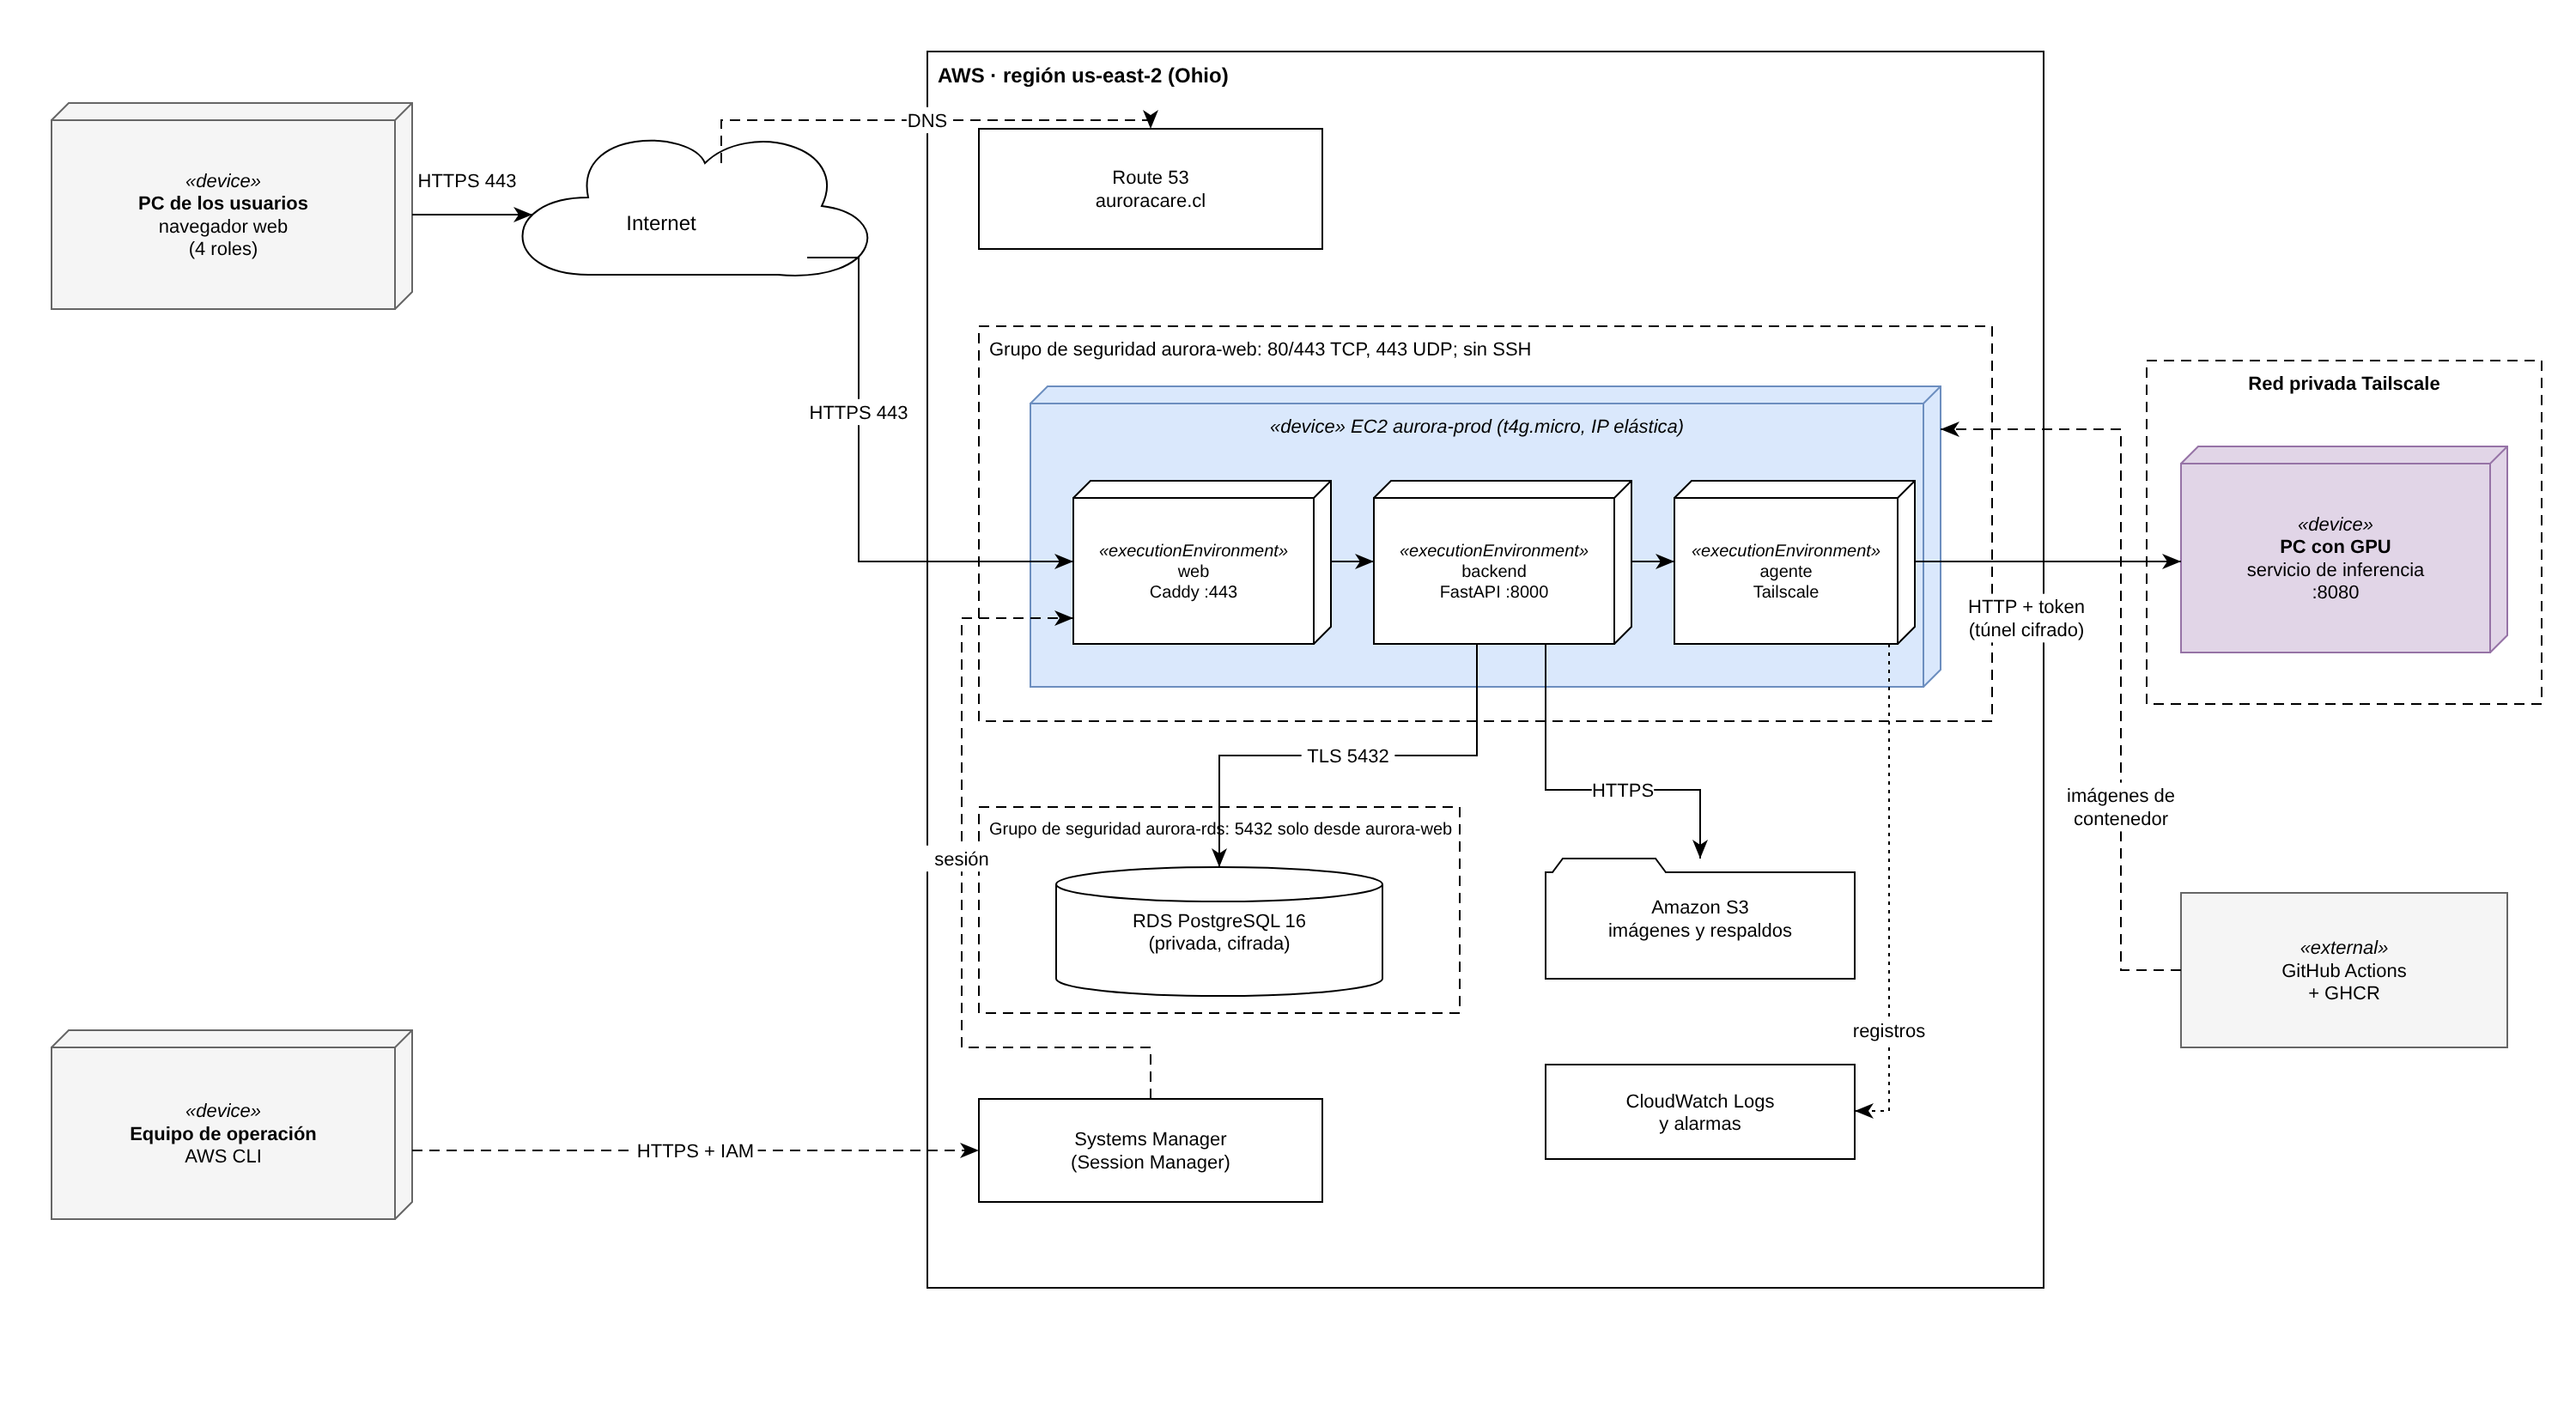 AWS · región us-east-2 (Ohio)
DNS
«device»
PC de los usuarios
navegador web
(4 roles)
HTTPS 443
Internet
Route 53
auroracare.cl
Grupo de seguridad aurora-web: 80/443 TCP, 443 UDP; sin SSH
HTTPS 443
«device» EC2 aurora-prod (t4g.micro, IP elástica)
«executionEnvironment»
web
Caddy :443
«executionEnvironment»
backend
FastAPI :8000
«executionEnvironment»
agente
Tailscale
HTTP + token
(túnel cifrado)
Red privada Tailscale
«device»
PC con GPU
servicio de inferencia
:8080
TLS 5432
HTTPS
imágenes de
contenedor
Grupo de seguridad aurora-rds: 5432 solo desde aurora-web
sesión
RDS PostgreSQL 16
(privada, cifrada)
Amazon S3
imágenes y respaldos
«external»
GitHub Actions
+ GHCR
registros
«device»
Equipo de operación
AWS CLI
HTTPS + IAM
Systems Manager
(Session Manager)
CloudWatch Logs
y alarmas